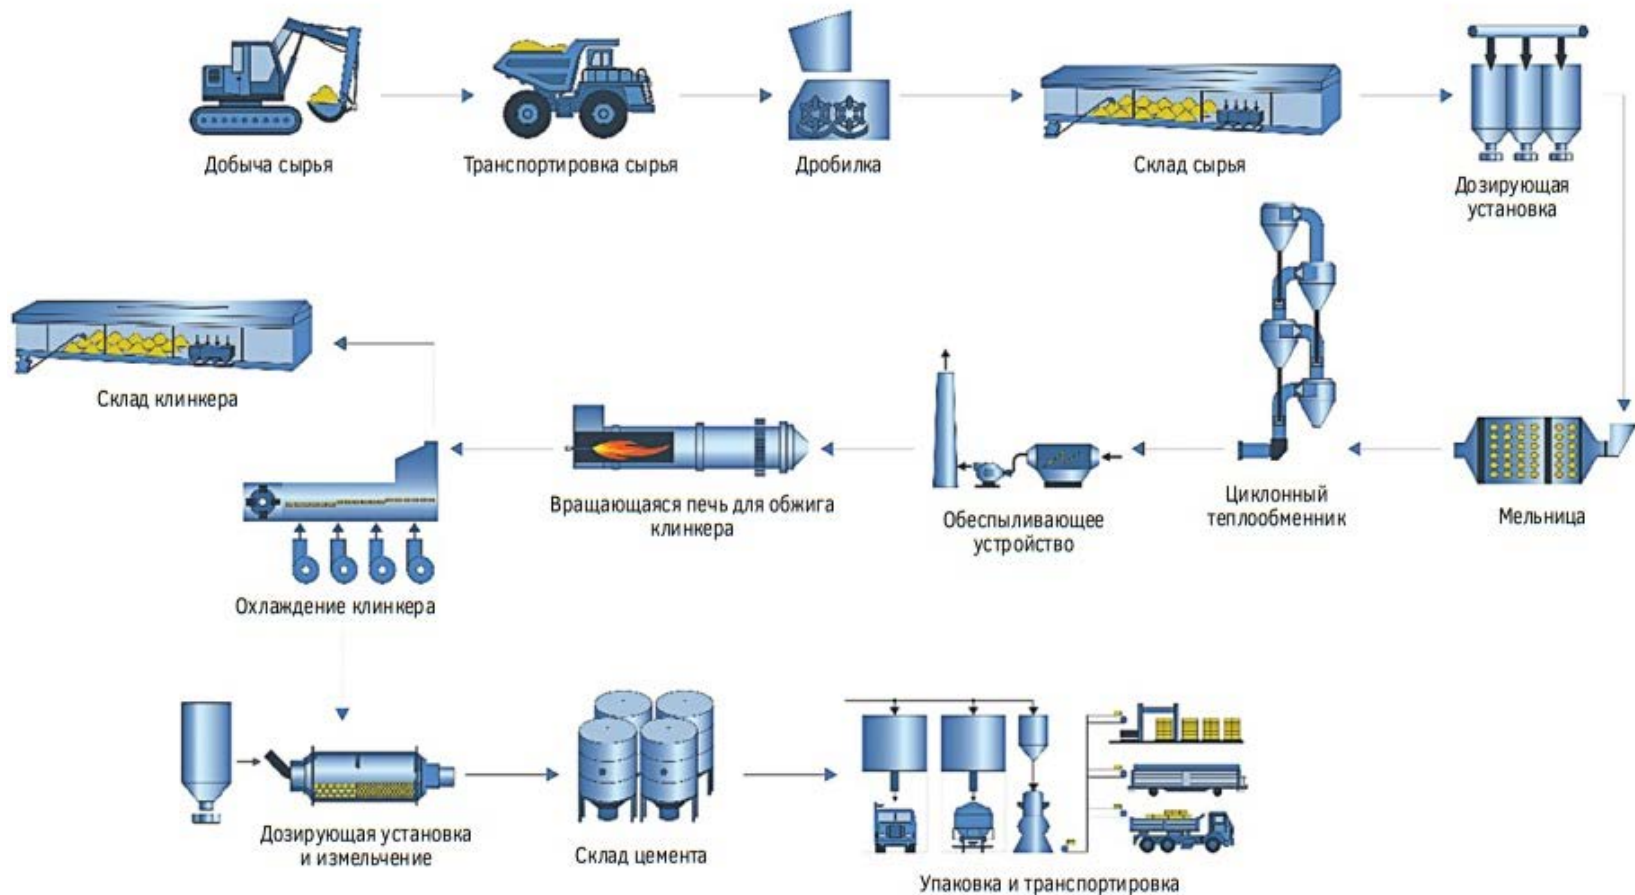 Добыча сырья
Транспортировка сырья
Дробилка
Склад сырья
Дозирующая
установка
Склад клинкера
Вращающаяся печь для обжига
клинкера
Обеспыливающее
устройство
Циклонный
теплообменник
Мельница
Охлаждение клинкера
Дозирующая установка
и измельчение
Склад цемента
Упаковка и транспортировка